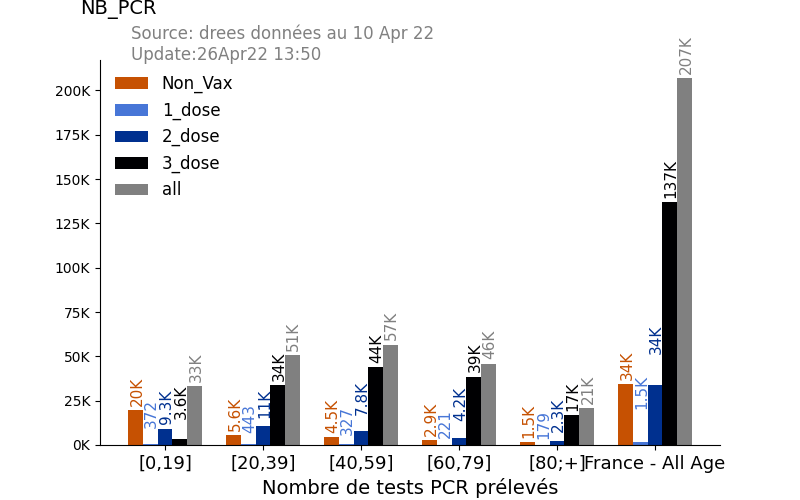 NB_PCR
Source: drees données au 10 Apr 22
Update:26Apr22 13:50
Non_Vax
1_dose
2_dose
3_dose
all
200K
175K
150K
125K
100K
75K
50K
25K
0K
20K 372 9.3K 3.6K 33K
5.6K 443 11K 34K 51K
4.5K 327 7.8K 44K 57K
2.9K 221 4.2K 39K 46K
1.5K 179 2.3K 17K 21K
34K 1.5K 34K 137K 207K
[0,19] [20,39] [40,59] [60,79] [80;+] France - All Age
Nombre de tests PCR prélevés